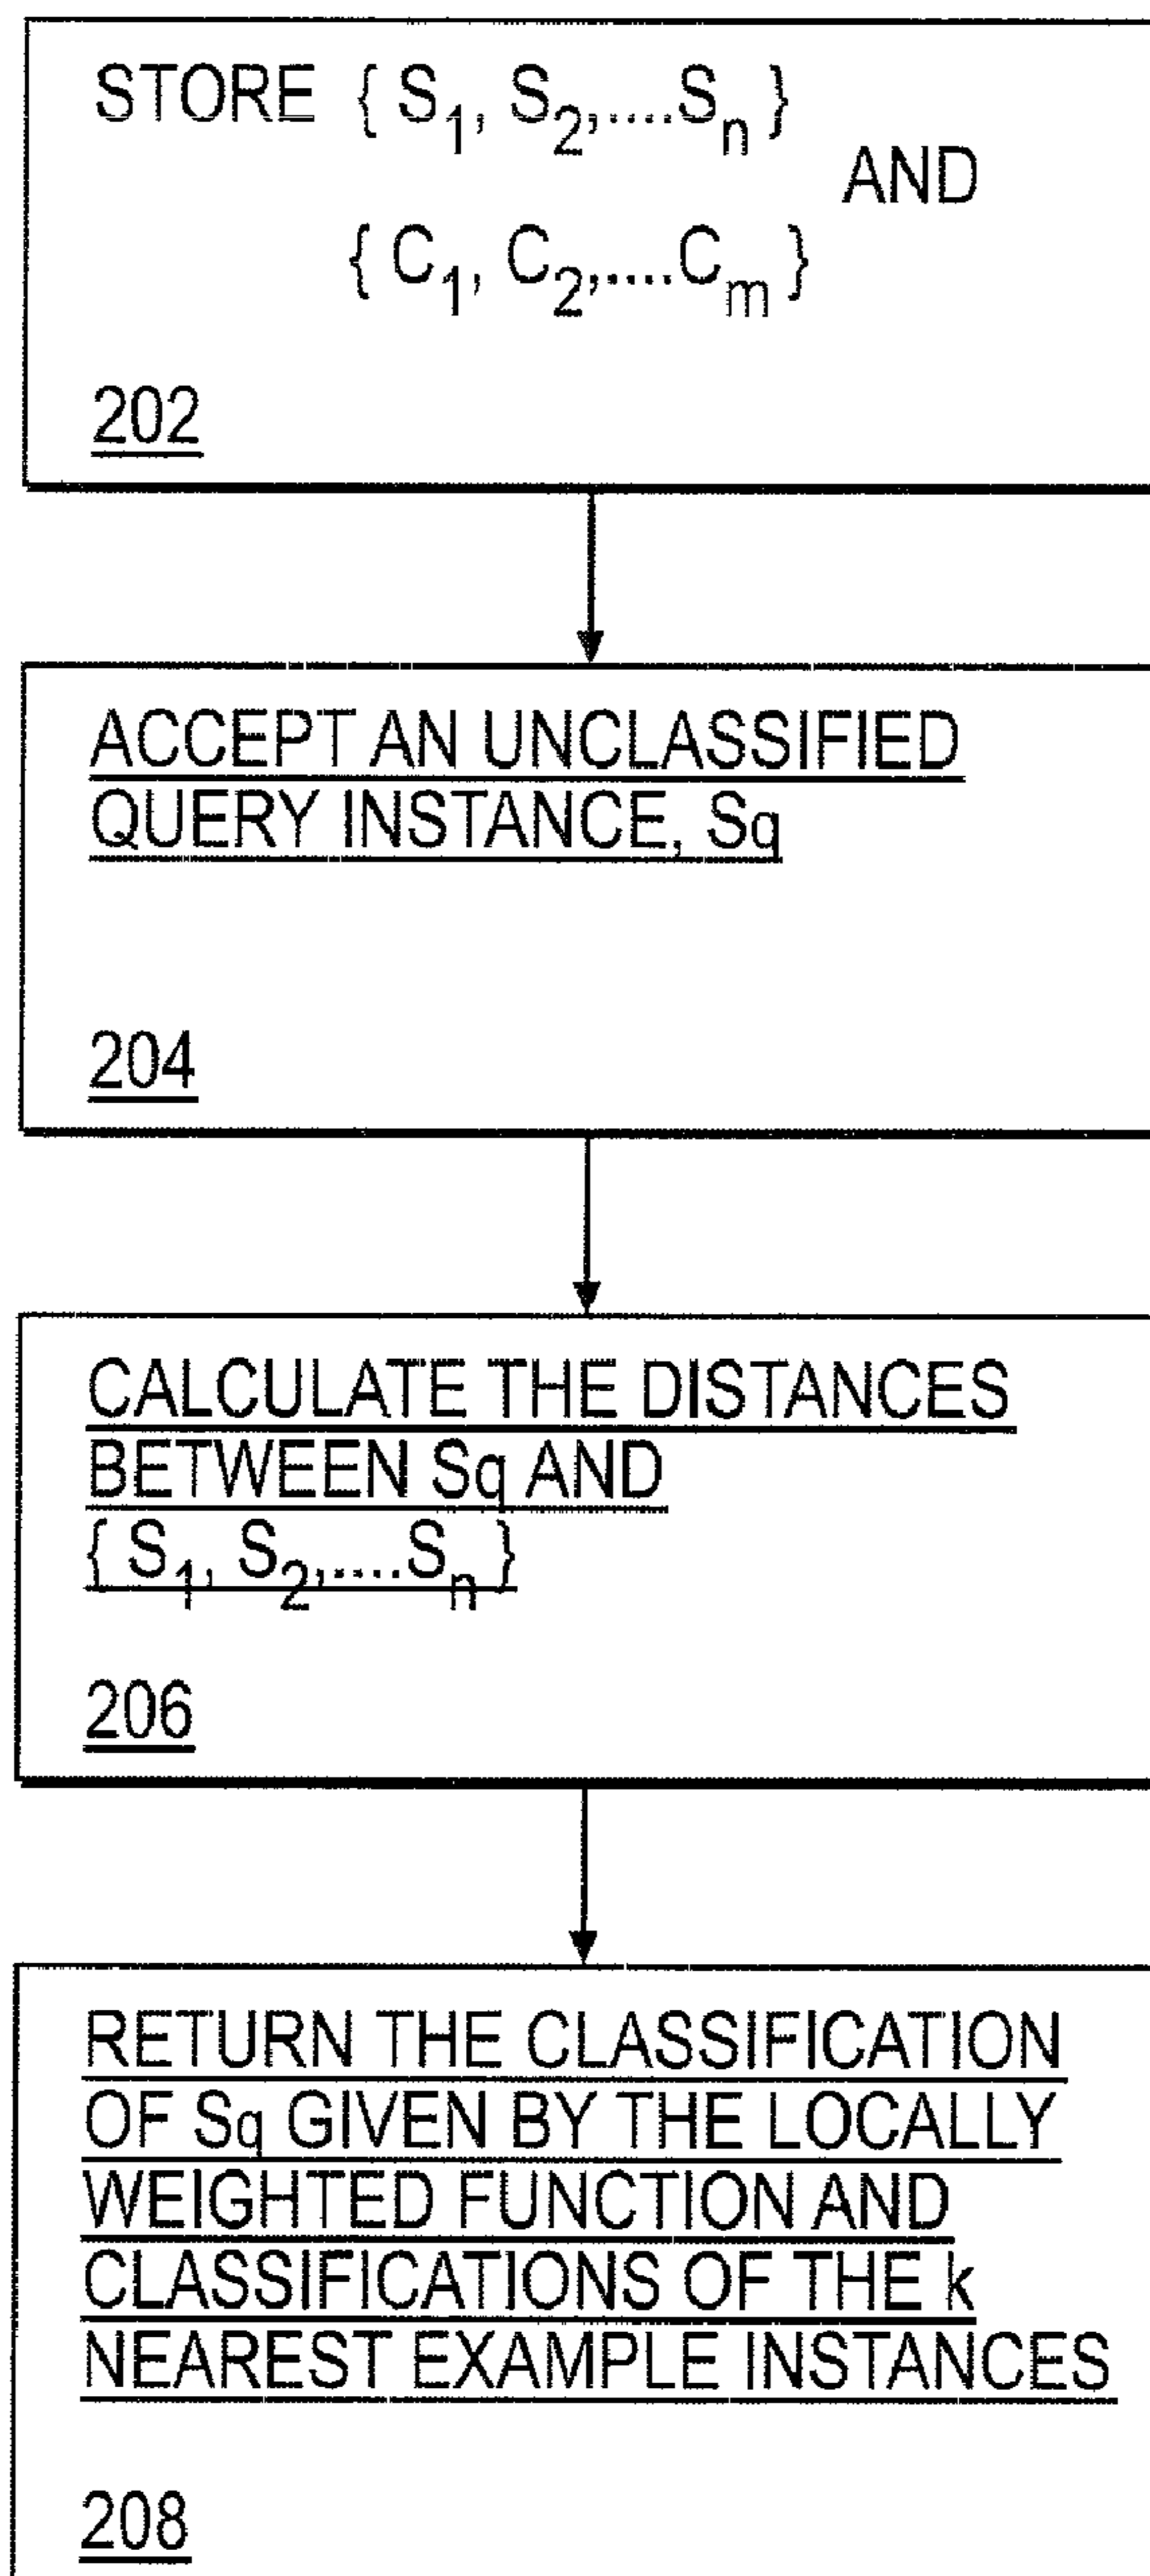 STORE { S1, S2,....Sn }
AND
{ C1, C2,....Cm }
202
ACCEPT AN UNCLASSIFIED
QUERY INSTANCE, Sq
204
CALCULATE THE DISTANCES
BETWEEN Sq AND
{ S1, S2,....Sn }
206
RETURN THE CLASSIFICATION
OF Sq GIVEN BY THE LOCALLY
WEIGHTED FUNCTION AND
CLASSIFICATIONS OF THE k
NEAREST EXAMPLE INSTANCES
208